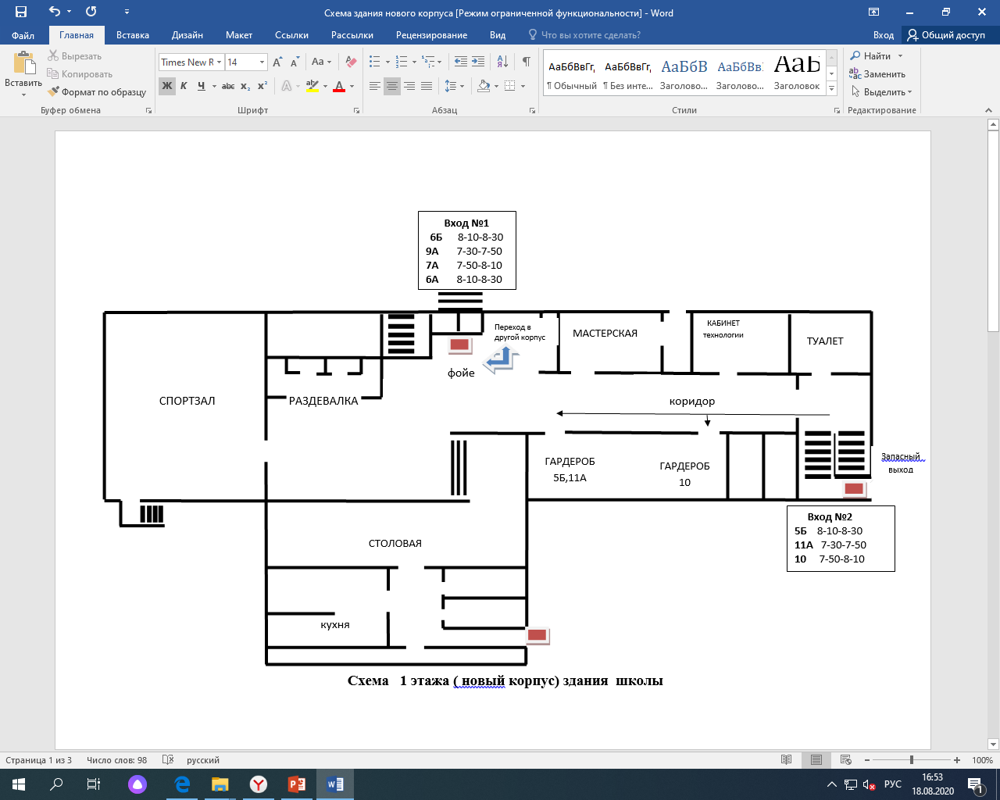 Схема здания нового корпуса [Режим ограниченной функциональности] - Word
Файл Главная Вставка Дизайн Макет Ссылки Рассылки Рецензирование Вид Что вы хотите сделать? Вход Общий доступ
Вставить
Вырезать
Копировать
Формат по образцу
Буфер обмена
Times New R 14
Aa
Ж К Ч abc x₂ x²
Шрифт
Абзац
АаБбВвГг, АаБбВвГг, АаБбВ АаБбВв: АаБ
¶ Обычный ¶ Без инте... Заголово... Заголово... Заголовок
Стили
Найти
Заменить
Выделить
Редактирование
Вход №1
6Б 8-10-8-30
9А 7-30-7-50
7А 7-50-8-10
6А 8-10-8-30
Переход в
другой корпус
МАСТЕРСКАЯ
КАБИНЕТ
технологии
ТУАЛЕТ
фойе
СПОРТЗАЛ
РАЗДЕВАЛКА
коридор
ГАРДЕРОБ
5Б,11А
ГАРДЕРОБ
10
Запасный
выход
Вход №2
5Б 8-10-8-30
11А 7-30-7-50
10 7-50-8-10
СТОЛОВАЯ
кухня
Схема 1 этажа ( новый корпус) здания школы
Страница 1 из 3 Число слов: 98 русский 100%
РУС
16:53
18.08.2020
1